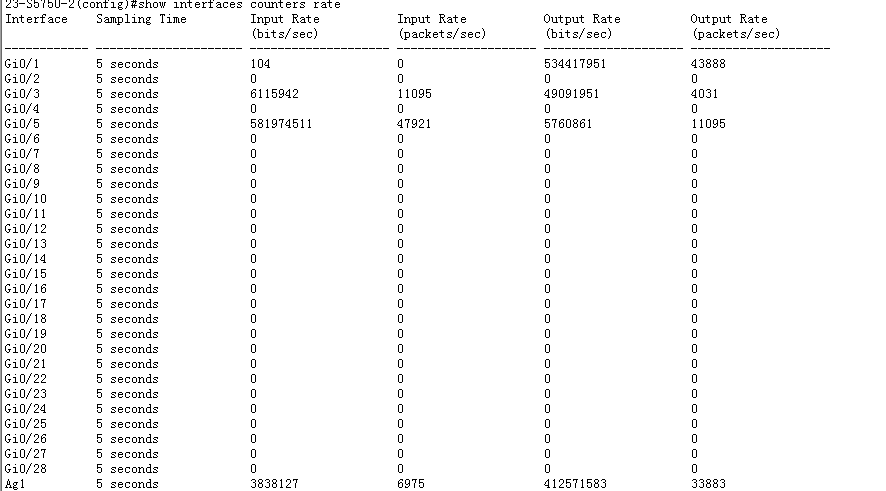 23-S5750-2(config)#show interfaces counters rate
Interface Sampling Time Input Rate Input Rate Output Rate Output Rate
(bits/sec) (packets/sec) (bits/sec) (packets/sec)
------------ ------------------- -------------------- -------------------- -------------------- --------------------
Gi0/1 5 seconds 104 0 534417951 43888
Gi0/2 5 seconds 0 0 0 0
Gi0/3 5 seconds 6115942 11095 49091951 4031
Gi0/4 5 seconds 0 0 0 0
Gi0/5 5 seconds 581974511 47921 5760861 11095
Gi0/6 5 seconds 0 0 0 0
Gi0/7 5 seconds 0 0 0 0
Gi0/8 5 seconds 0 0 0 0
Gi0/9 5 seconds 0 0 0 0
Gi0/10 5 seconds 0 0 0 0
Gi0/11 5 seconds 0 0 0 0
Gi0/12 5 seconds 0 0 0 0
Gi0/13 5 seconds 0 0 0 0
Gi0/14 5 seconds 0 0 0 0
Gi0/15 5 seconds 0 0 0 0
Gi0/16 5 seconds 0 0 0 0
Gi0/17 5 seconds 0 0 0 0
Gi0/18 5 seconds 0 0 0 0
Gi0/19 5 seconds 0 0 0 0
Gi0/20 5 seconds 0 0 0 0
Gi0/21 5 seconds 0 0 0 0
Gi0/22 5 seconds 0 0 0 0
Gi0/23 5 seconds 0 0 0 0
Gi0/24 5 seconds 0 0 0 0
Gi0/25 5 seconds 0 0 0 0
Gi0/26 5 seconds 0 0 0 0
Gi0/27 5 seconds 0 0 0 0
Gi0/28 5 seconds 0 0 0 0
Ag1 5 seconds 3838127 6975 412571583 33883